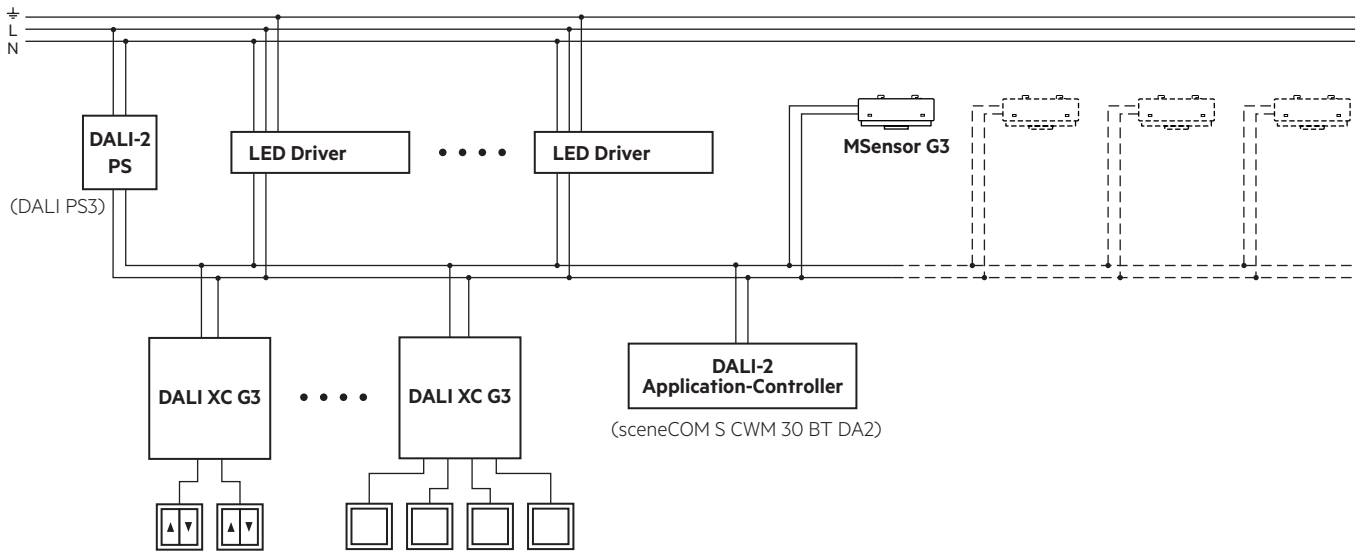 L
N
DALI-2
PS
(DALI PS3)
LED Driver
LED Driver
MSensor G3
DALI XC G3
DALI XC G3
DALI-2
Application-Controller
(sceneCOM S CWM 30 BT DA2)